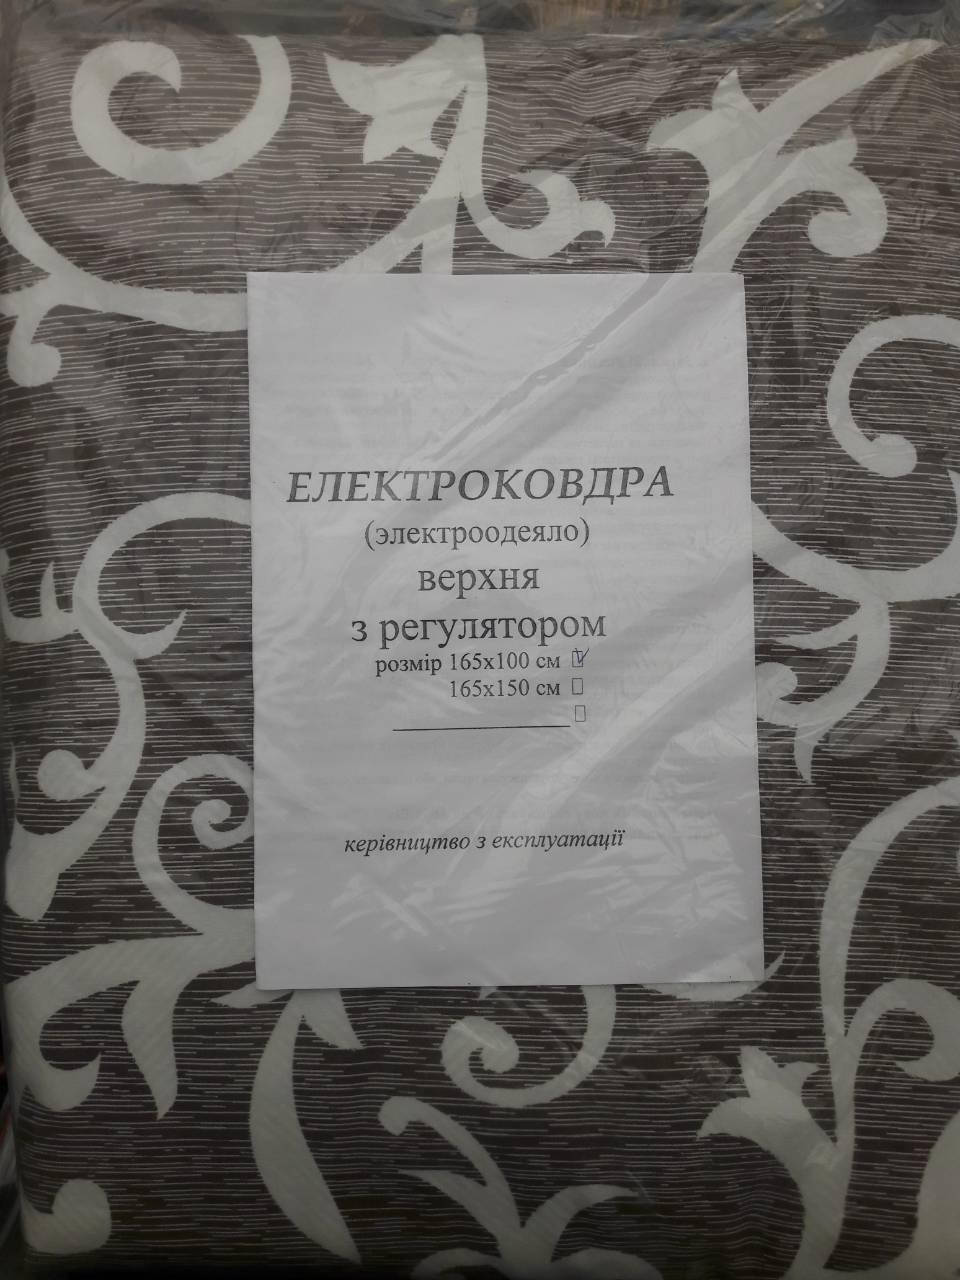 ЕЛЕКТРОКОВДРА
(электроодеяло)
верхня
з регулятором
розмір 165х100 см
165х150 см
керівництво з експлуатації